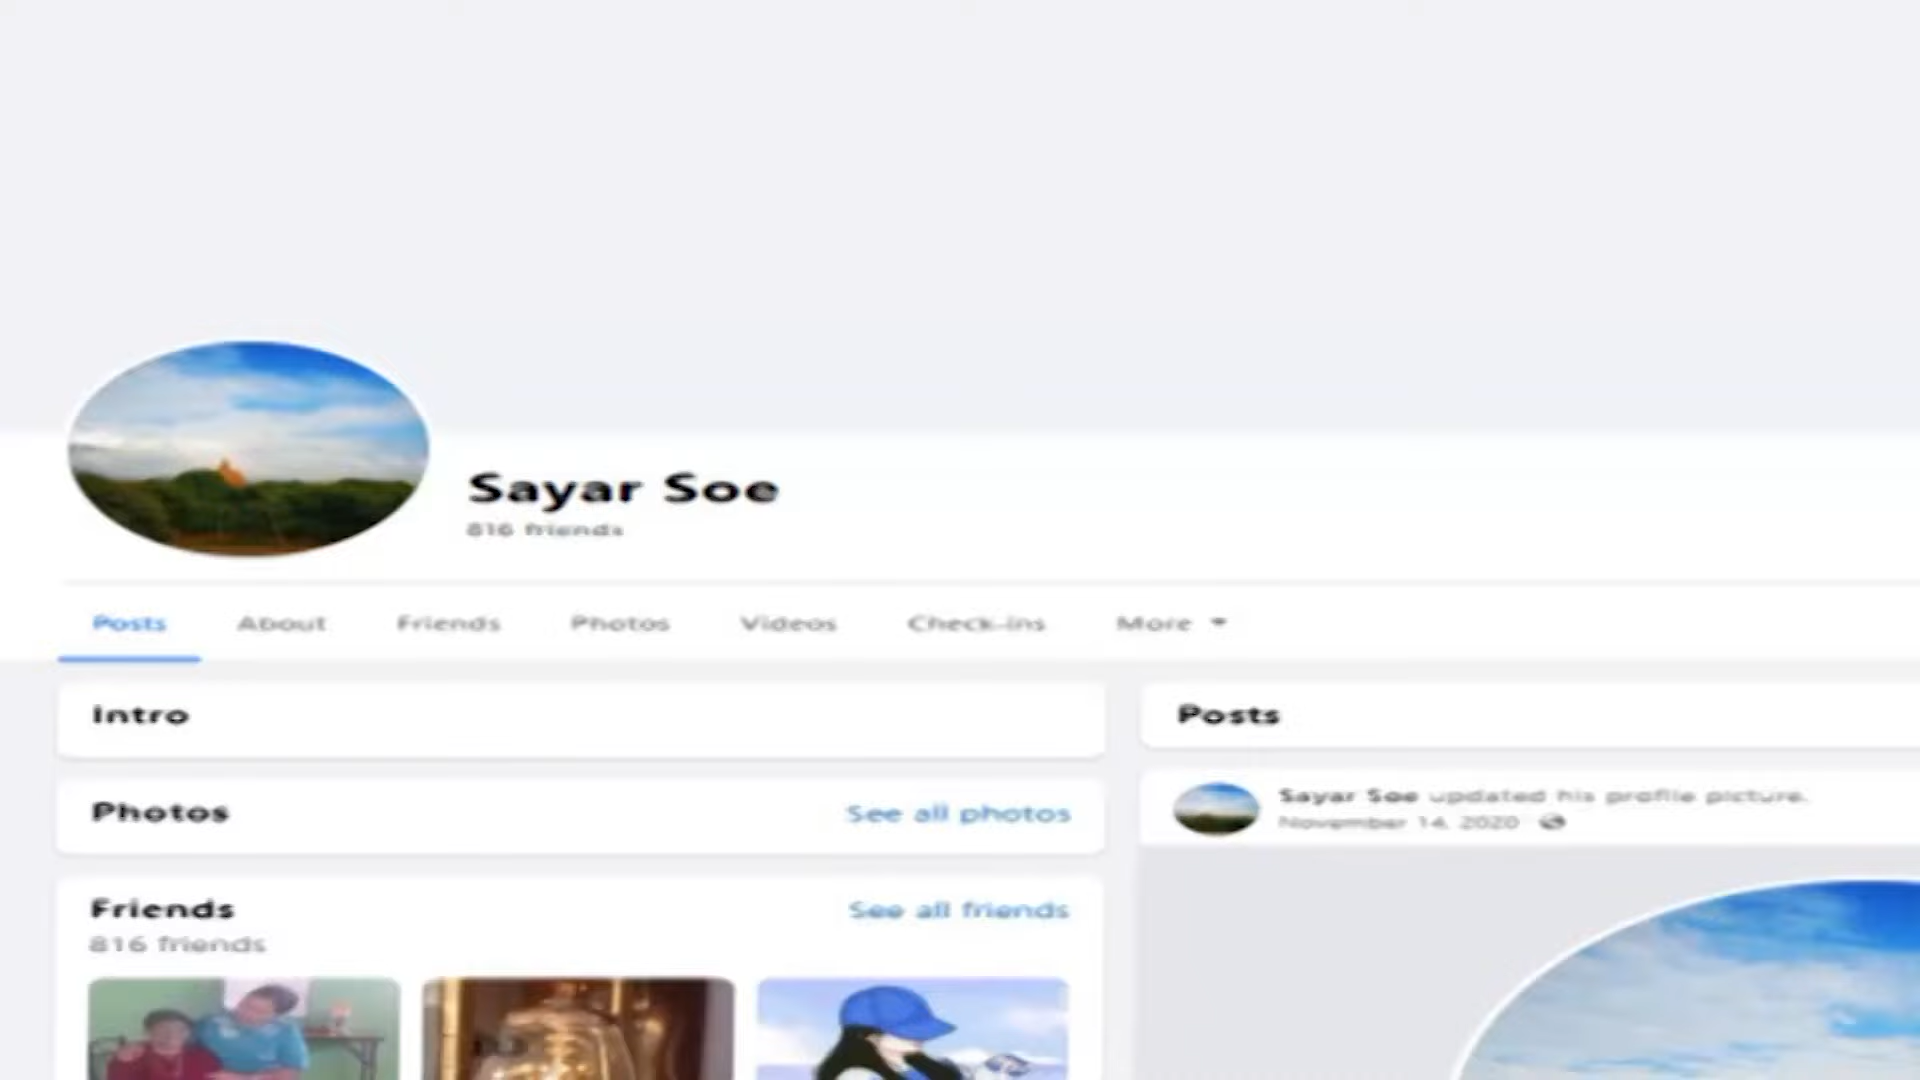 Sayar Soe
816 friends
Posts
About
Friends
Photos
Videos
Check-ins
More
Intro
Photos
See all photos
Friends
See all friends
816 friends
Posts
Sayar Soe updated his profile picture.
November 14, 2020